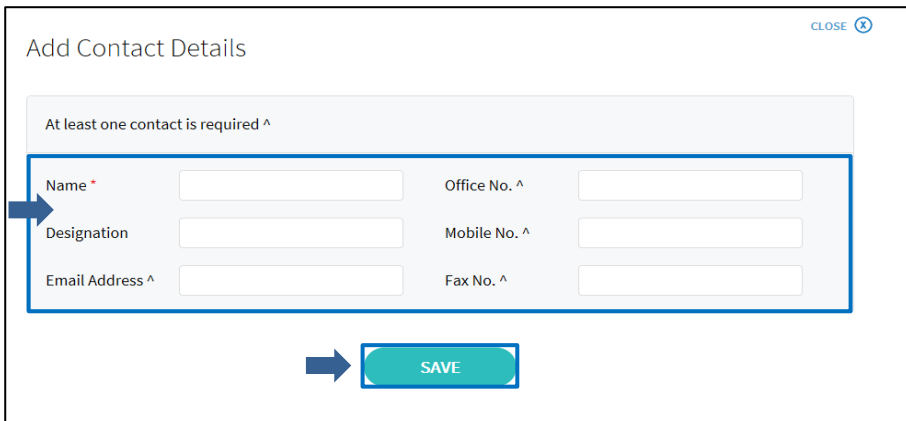 CLOSE X
Add Contact Details
At least one contact is required ^
Name * Office No. ^
Designation Mobile No. ^
Email Address ^ Fax No. ^
SAVE